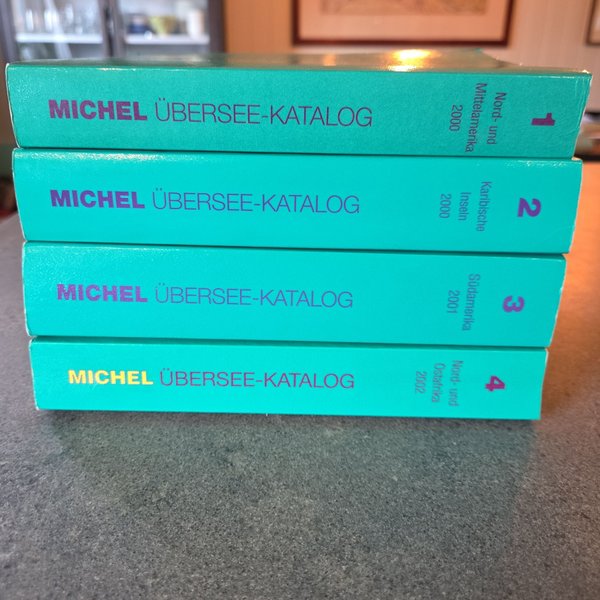 MICHEL ÜBERSEE-KATALOG
Nord- und
Mittelamerika
2000
1
MICHEL ÜBERSEE-KATALOG
Karibische
Inseln
2000
2
MICHEL ÜBERSEE-KATALOG
Südamerika
2001
3
MICHEL ÜBERSEE-KATALOG
Nord- und
Ostafrika
2002
4